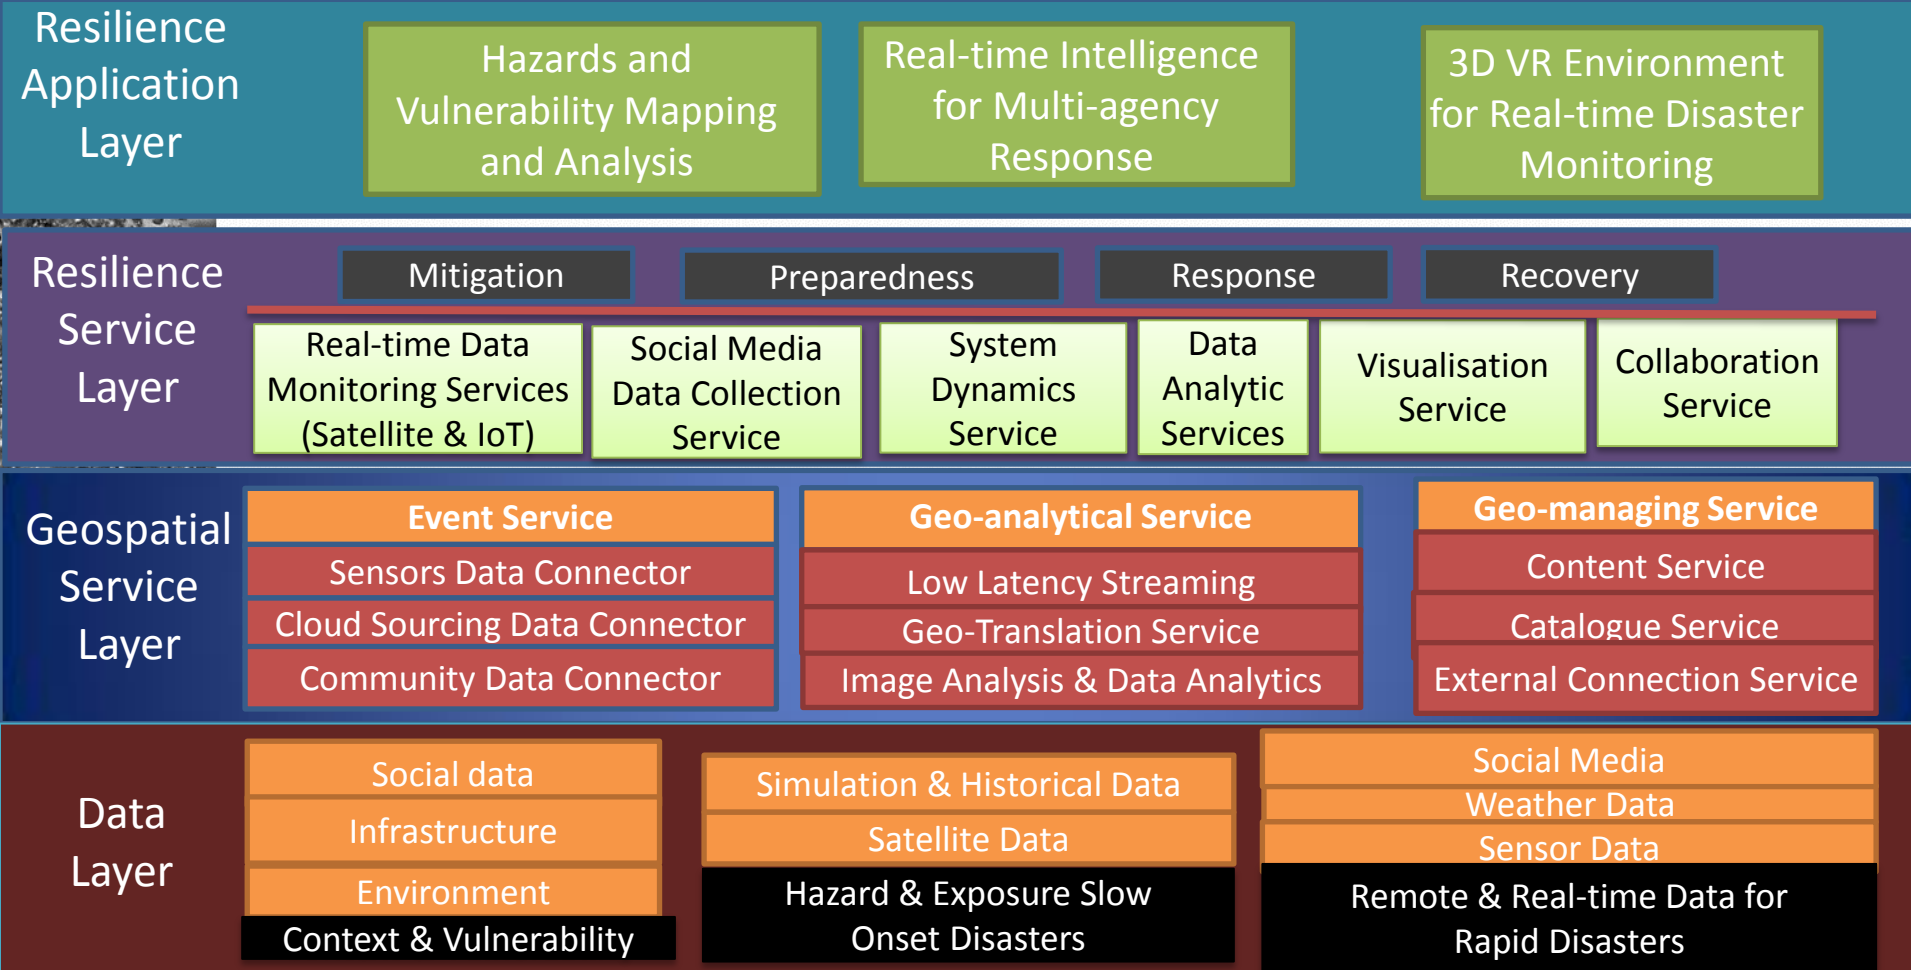 Resilience
Application
Layer
Hazards and
Vulnerability Mapping
and Analysis
Real-time Intelligence
for Multi-agency
Response
3D VR Environment
for Real-time Disaster
Monitoring
Resilience
Service
Layer
Mitigation
Preparedness
Response
Recovery
Real-time Data
Monitoring Services
(Satellite & IoT)
Social Media
Data Collection
Service
System
Dynamics
Service
Data
Analytic
Services
Visualisation
Service
Collaboration
Service
Geospatial
Service
Layer
Event Service
Sensors Data Connector
Cloud Sourcing Data Connector
Community Data Connector
Geo-analytical Service
Low Latency Streaming
Geo-Translation Service
Image Analysis & Data Analytics
Geo-managing Service
Content Service
Catalogue Service
External Connection Service
Data
Layer
Social data
Infrastructure
Environment
Context & Vulnerability
Simulation & Historical Data
Satellite Data
Hazard & Exposure Slow
Onset Disasters
Social Media
Weather Data
Sensor Data
Remote & Real-time Data for
Rapid Disasters